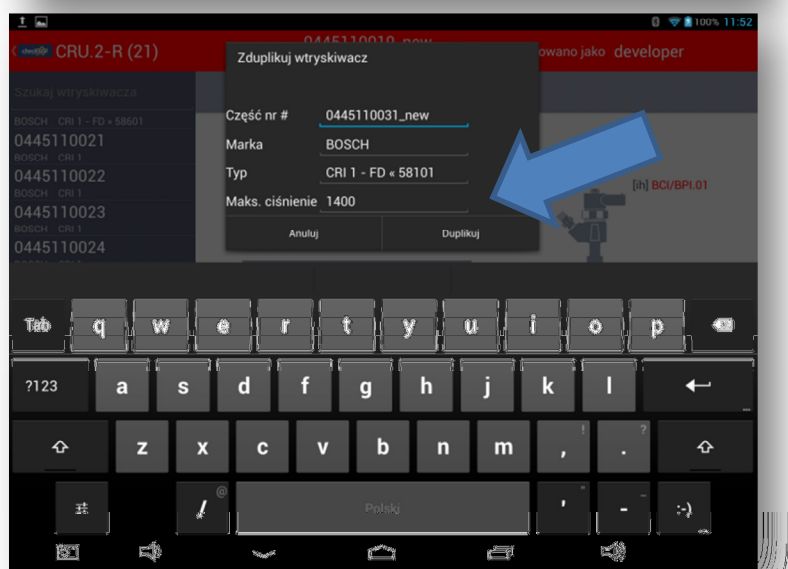 100% 11:52
CRU.2-R (21)
0445110010_new
owano jako developer
Zduplikuj wtryskiwacz
Szukaj wtryskiwacza
BOSCH CRI 1 - FD « 58601
0445110021
BOSCH CRI 1
0445110022
BOSCH CRI 1
0445110023
BOSCH CRI 1
0445110024
Część nr # 0445110031_new
Marka BOSCH
Typ CRI 1 - FD « 58101
Maks. ciśnienie 1400
Anuluj Duplikuj
[ih] BCI/BPI.01
Tab q w e r t y u i o p
?123 a s d f g h j k l
z x c v b n m , ! . ?
/ @ Polski ' " - _ :-)